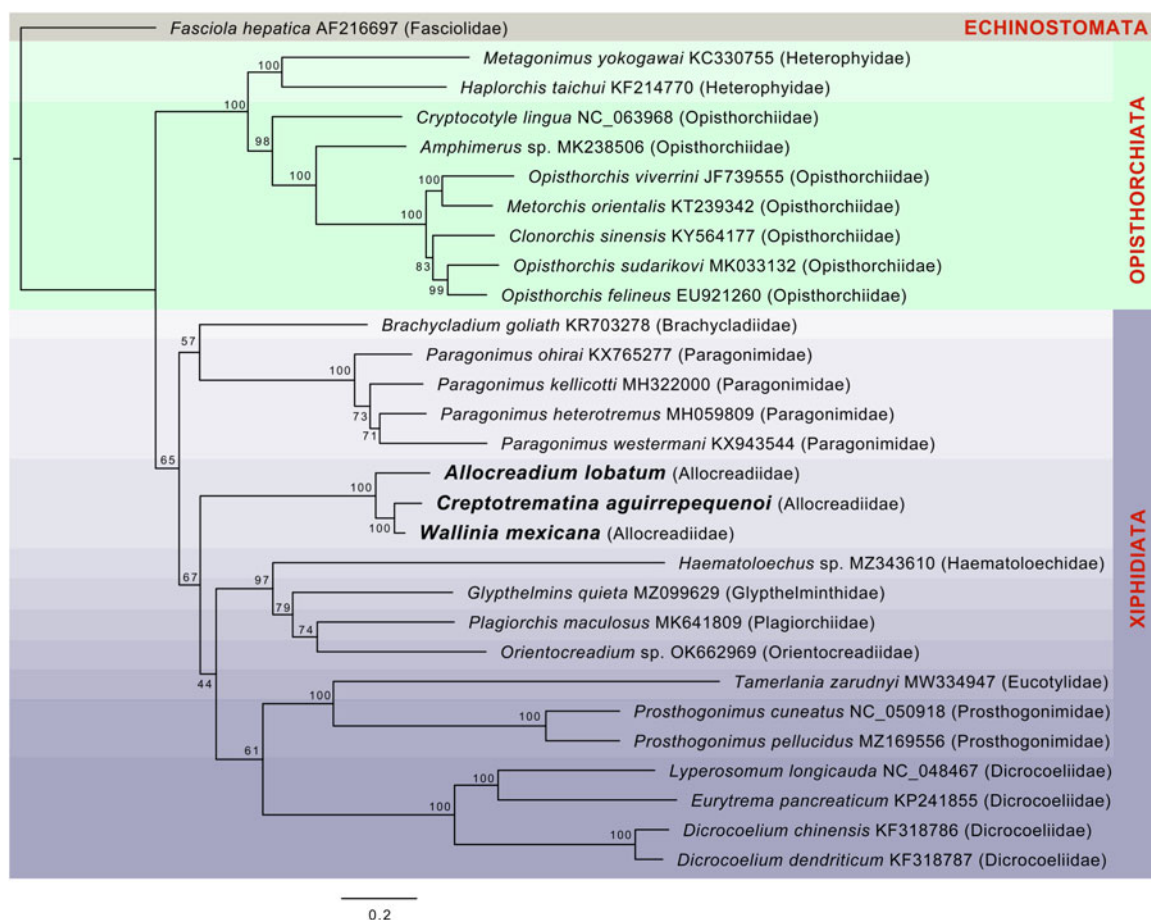 Fasciola hepatica AF216697 (Fasciolidae)
ECHINOSTOMATA
Metagonimus yokogawai KC330755 (Heterophyidae)
100
Haplorchis taichui KF214770 (Heterophyidae)
100
Cryptocotyle lingua NC_063968 (Opisthorchiidae)
98
Amphimerus sp. MK238506 (Opisthorchiidae)
100
Opisthorchis viverrini JF739555 (Opisthorchiidae)
100
Metorchis orientalis KT239342 (Opisthorchiidae)
100
Clonorchis sinensis KY564177 (Opisthorchiidae)
83
Opisthorchis sudarikovi MK033132 (Opisthorchiidae)
99
Opisthorchis felineus EU921260 (Opisthorchiidae)
OPISTHORCHIATA
Brachycladium goliath KR703278 (Brachycladiidae)
57
Paragonimus ohirai KX765277 (Paragonimidae)
100
Paragonimus kellicotti MH322000 (Paragonimidae)
73
Paragonimus heterotremus MH059809 (Paragonimidae)
71
Paragonimus westermani KX943544 (Paragonimidae)
65
Allocreadium lobatum (Allocreadiidae)
100
Creptotrematina aguirrepequenoi (Allocreadiidae)
100
Wallinia mexicana (Allocreadiidae)
67
Haematoloechus sp. MZ343610 (Haematoloechidae)
97
Glypthelmins quieta MZ099629 (Glypthelminthidae)
79
Plagiorchis maculosus MK641809 (Plagiorchiidae)
74
Orientocreadium sp. OK662969 (Orientocreadiidae)
44
Tamerlania zarudnyi MW334947 (Eucotylidae)
100
Prosthogonimus cuneatus NC_050918 (Prosthogonimidae)
100
Prosthogonimus pellucidus MZ169556 (Prosthogonimidae)
61
Lyperosomum longicauda NC_048467 (Dicrocoeliidae)
100
Eurytrema pancreaticum KP241855 (Dicrocoeliidae)
100
Dicrocoelium chinensis KF318786 (Dicrocoeliidae)
100
Dicrocoelium dendriticum KF318787 (Dicrocoeliidae)
XIPHIDIATA
0.2